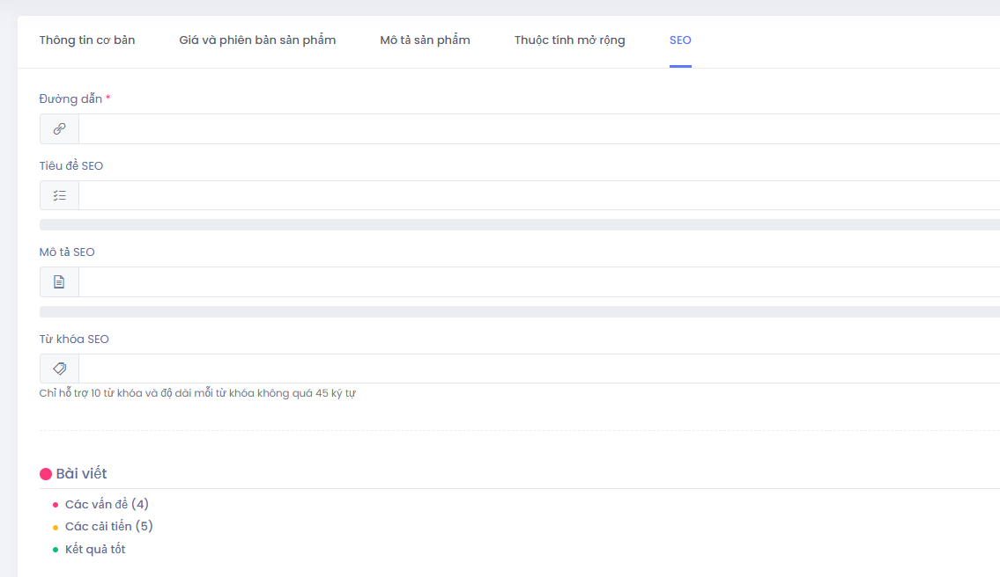 Thông tin cơ bản Giá và phiên bản sản phẩm Mô tả sản phẩm Thuộc tính mở rộng SEO
Đường dẫn *
Tiêu đề SEO
Mô tả SEO
Từ khóa SEO
Chỉ hỗ trợ 10 từ khóa và độ dài mỗi từ khóa không quá 45 ký tự
Bài viết
Các vấn đề (4)
Các cải tiến (5)
Kết quả tốt